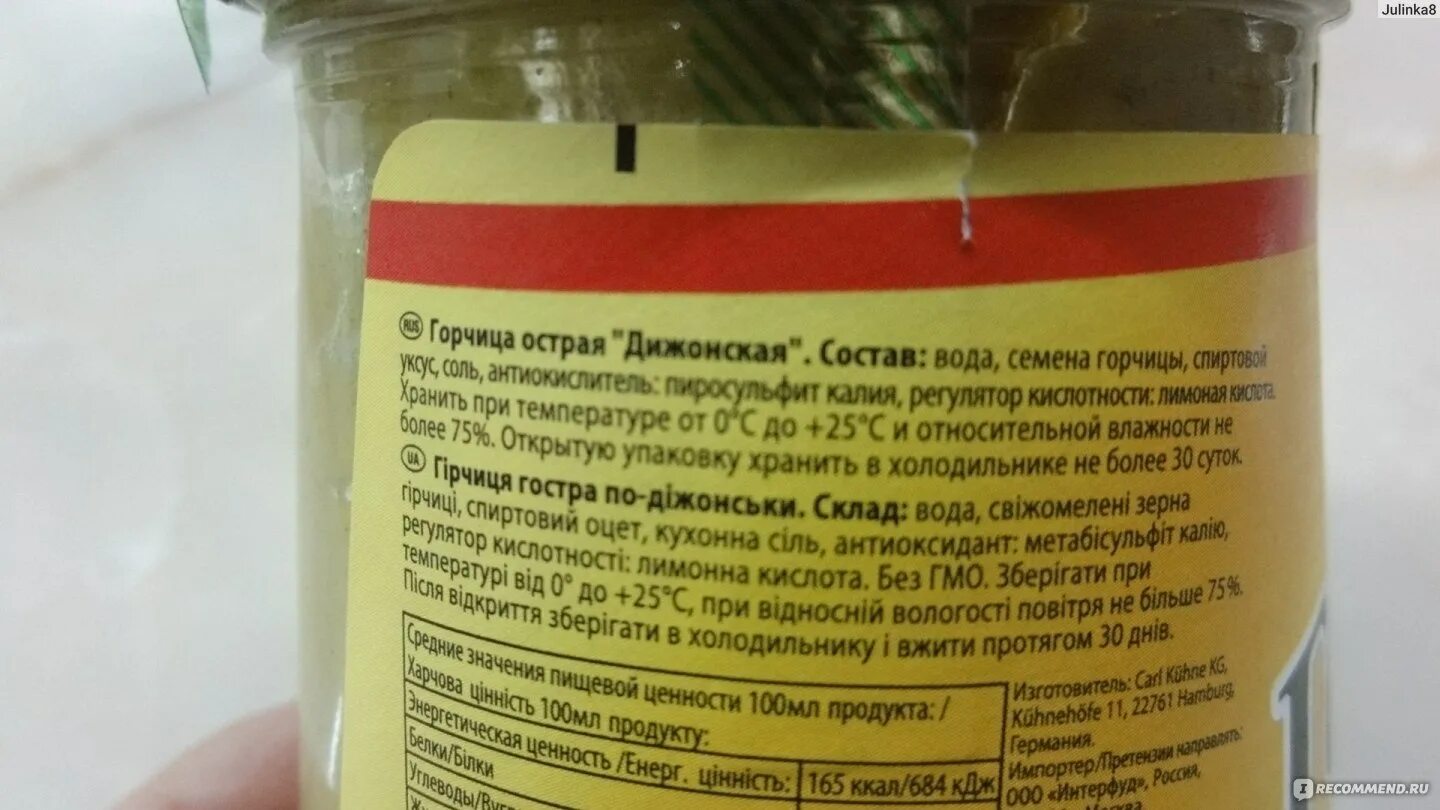 Julinka8
RUS Горчица острая "Дижонская". Состав: вода, семена горчицы, спиртовой
уксус, соль, антиокислитель: пиросульфит калия, регулятор кислотности: лимоная кислота.
Хранить при температуре от 0°С до +25°С и относительной влажности не
более 75%. Открытую упаковку хранить в холодильнике не более 30 суток.
UA Гірчиця гостра по-діжонськи. Склад: вода, свіжомелені зерна
гірчиці, спиртовий оцет, кухонна сіль, антиоксидант: метабісульфіт калію,
регулятор кислотності: лимонна кислота. Без ГМО. Зберігати при
температурі від 0° до +25°С, при відносній вологості повітря не більше 75%.
Після відкриття зберігати в холодильнику і вжити протягом 30 днів.
Средние значения пищевой ценности 100мл продукта: /
Харчова цінність 100мл продукту:
Энергетическая ценность /Енерг. цінність: 165 ккал/684 кДж
Белки/Білки
Углеводы/Вугл
Изготовитель: Carl Kühne KG,
Kühnehöfe 11, 22761 Hamburg,
Германия.
Импортер/Претензии направлять:
ООО «Интерфуд», Россия,
Москва
IRECOMMEND.RU